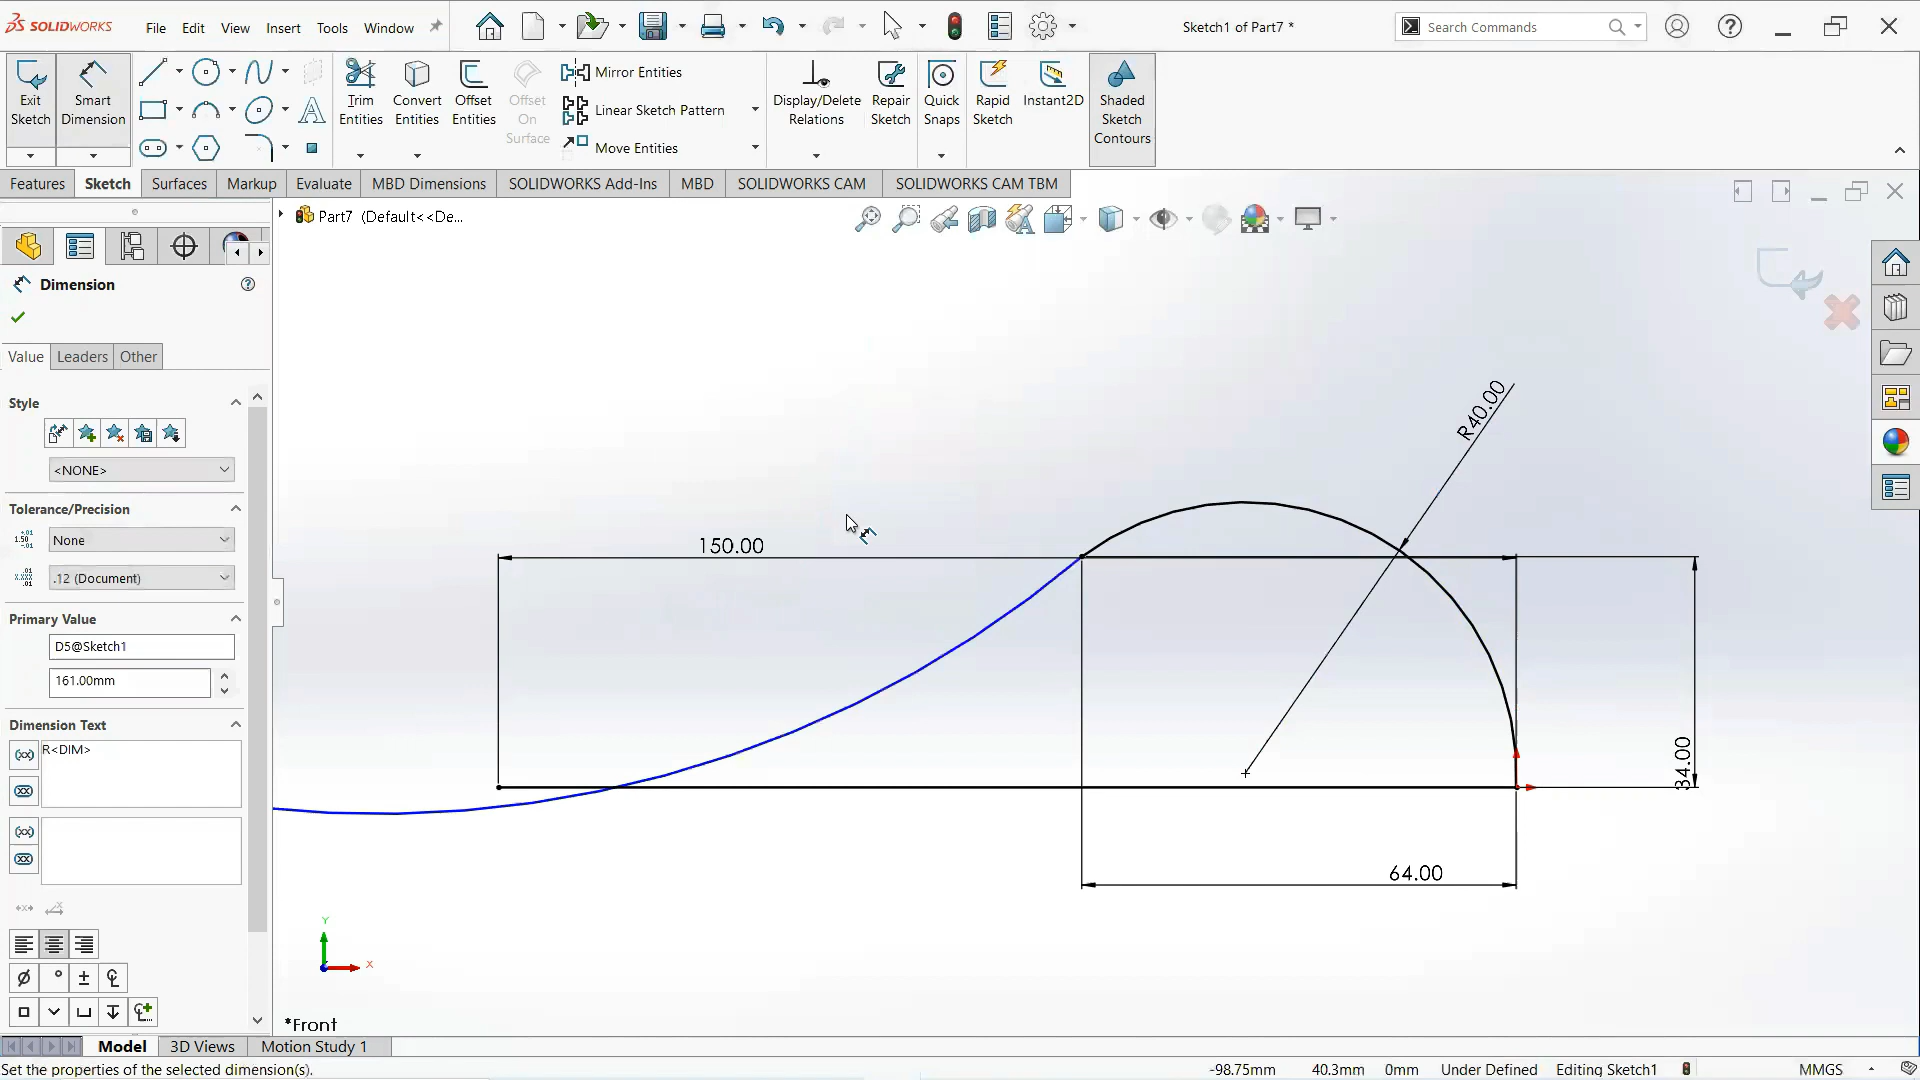 SOLIDWORKS
File Edit View Insert Tools Window
Sketch1 of Part7 *
Search Commands
Exit Sketch
Smart Dimension
Trim Entities
Convert Entities
Offset Entities
Offset On Surface
Mirror Entities
Linear Sketch Pattern
Move Entities
Display/Delete Relations
Repair Sketch
Quick Snaps
Rapid Sketch
Instant2D
Shaded Sketch Contours
Features Sketch Surfaces Markup Evaluate MBD Dimensions SOLIDWORKS Add-Ins MBD SOLIDWORKS CAM SOLIDWORKS CAM TBM
Part7 (Default<<De...
Dimension
Value Leaders Other
Style
<NONE>
Tolerance/Precision
None
.12 (Document)
Primary Value
D5@Sketch1
161.00mm
Dimension Text
R<DIM>
R40.00
150.00
34.00
64.00
Y
X
*Front
Model 3D Views Motion Study 1
Set the properties of the selected dimension(s).
-98.75mm 40.3mm 0mm Under Defined Editing Sketch1 MMGS